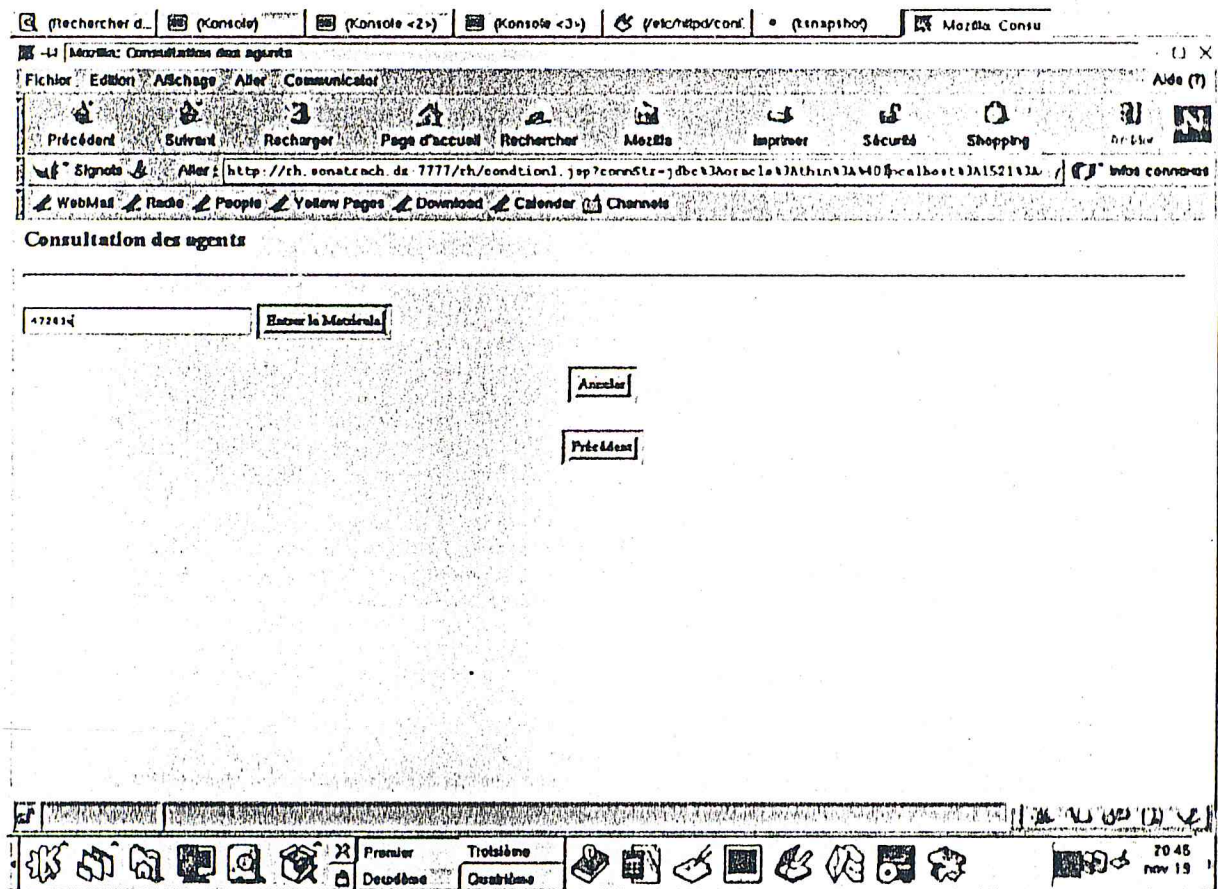 (Rechercher d... (Konsole) (Konsole <2>) (Konsole <3>) (/etc/httpd/conf. (ksnapshot) Mozilla Consu
Mozilla: Consultation des agents
Fichier Edition Affichage Aller Communicator Aide (?)
Précédent Suivant Recharger Page d'accueil Rechercher Mozilla Imprimer Sécurité Shopping
Signets Aller : http://rh.sonatrach.dz:7777/rh/condtion1.jsp?connStr=jdbc%3Aoracle%3Athin%3A%40localhost%3A1521%3A Infos connexes
WebMail Radio People Yellow Pages Download Calendar Channels
Consultation des agents
Entrer la Matricule
Annuler
Précédent
Premier Troisième
Deuxième Quatrième
20 45
nov 19